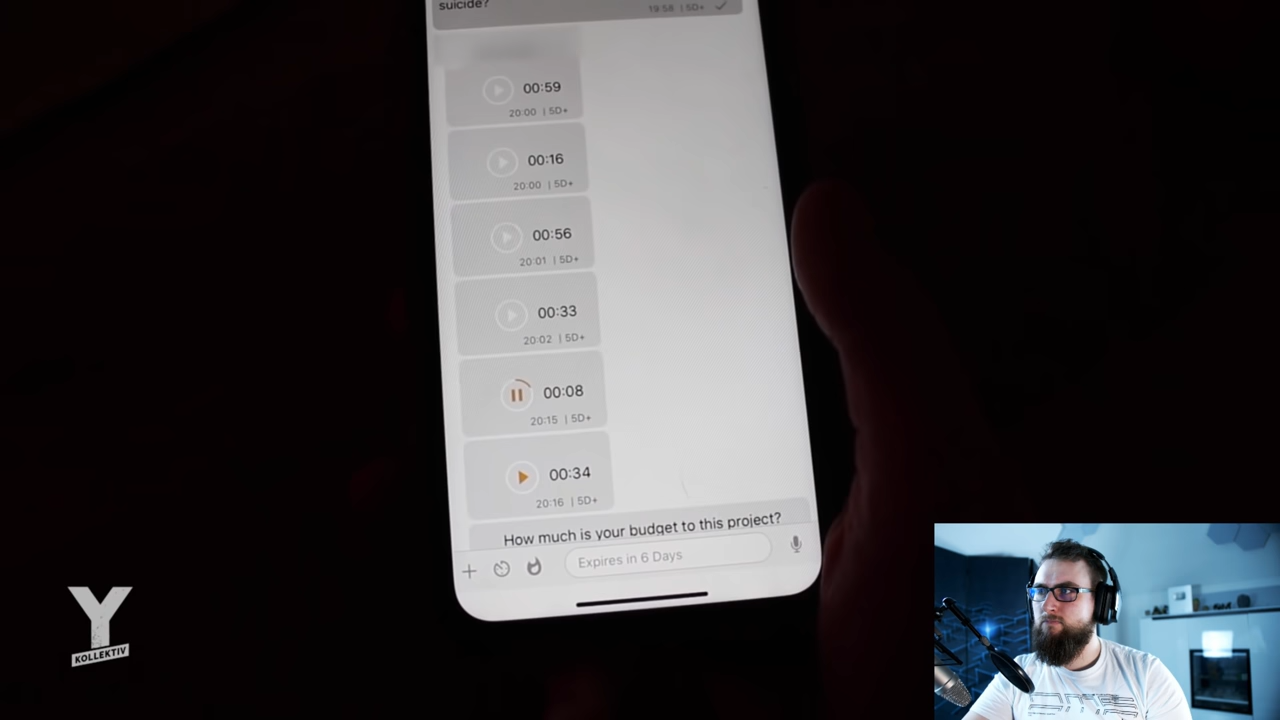 suicide?
19:58 | 5D+
00:59
20:00 | 5D+
00:16
20:00 | 5D+
00:56
20:01 | 5D+
00:33
20:02 | 5D+
00:08
20:15 | 5D+
00:34
20:16 | 5D+
How much is your budget to this project?
Expires in 6 Days
Y
KOLLEKTIV